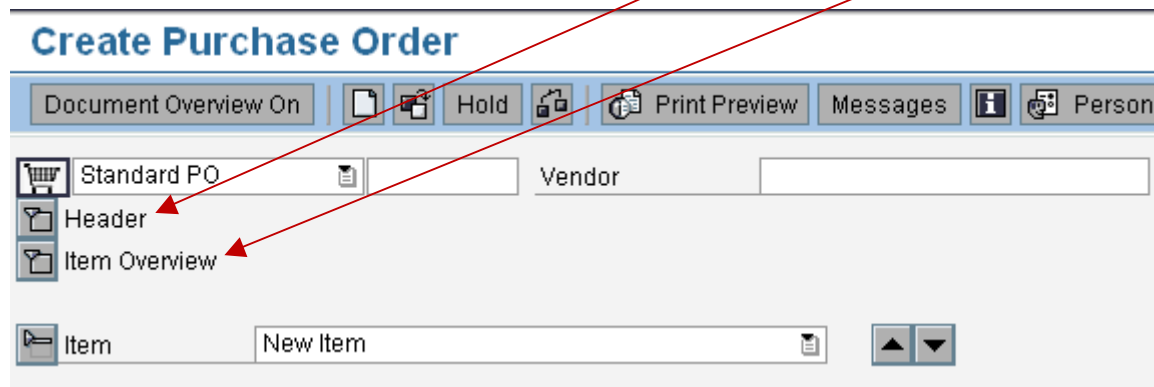 Create Purchase Order
Document Overview On Hold Print Preview Messages Person
Standard PO Vendor
Header
Item Overview
Item New Item